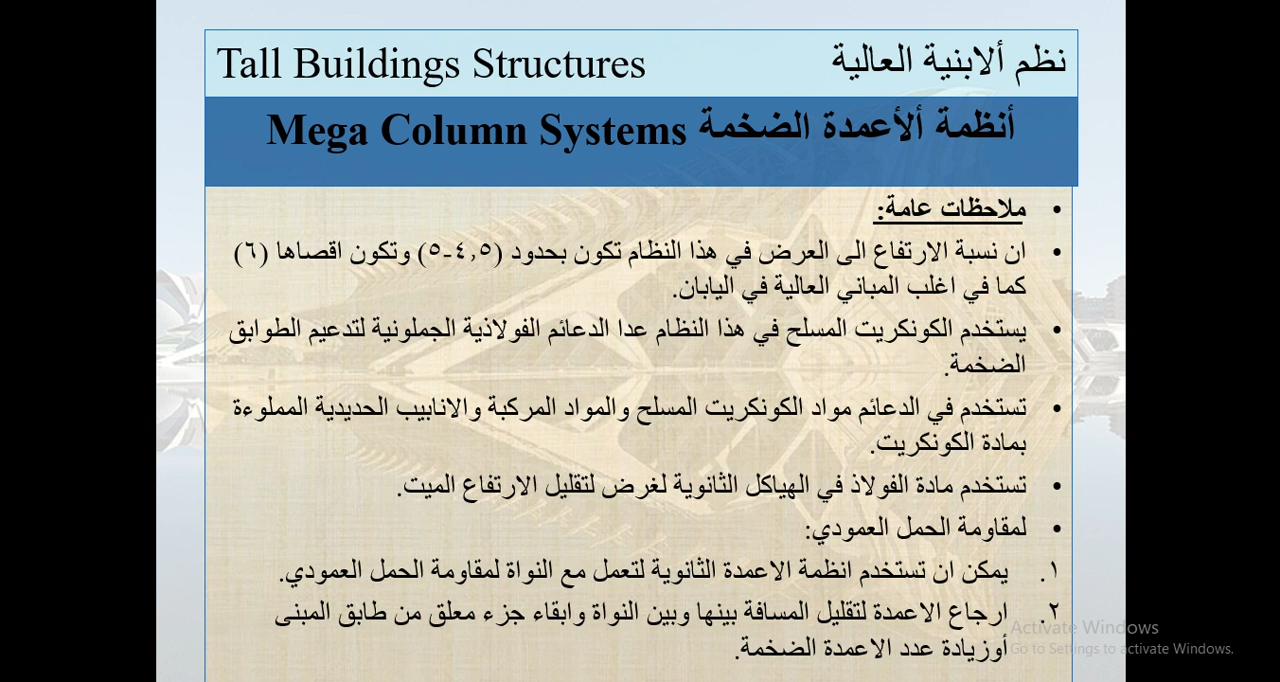 Tall Buildings Structures نظم ألابنية العالية
أنظمة ألأعمدة الضخمة Mega Column Systems
• ملاحظات عامة:
• ان نسبة الارتفاع الى العرض في هذا النظام تكون بحدود (٤,٥-٥) وتكون اقصاها (٦)
كما في اغلب المباني العالية في اليابان.
• يستخدم الكونكريت المسلح في هذا النظام عدا الدعائم الفولاذية الجملونية لتدعيم الطوابق
الضخمة.
• تستخدم في الدعائم مواد الكونكريت المسلح والمواد المركبة والانابيب الحديدية المملوءة
بمادة الكونكريت.
• تستخدم مادة الفولاذ في الهياكل الثانوية لغرض لتقليل الارتفاع الميت.
• لمقاومة الحمل العمودي:
١. يمكن ان تستخدم انظمة الاعمدة الثانوية لتعمل مع النواة لمقاومة الحمل العمودي.
٢. ارجاع الاعمدة لتقليل المسافة بينها وبين النواة وابقاء جزء معلق من طابق المبنى
أوزيادة عدد الاعمدة الضخمة.
Activate Windows
Go to Settings to activate Windows.